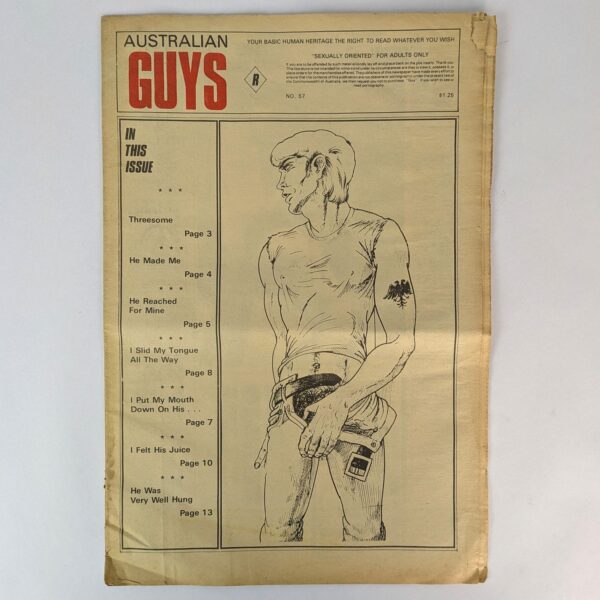 AUSTRALIAN
GUYS
YOUR BASIC HUMAN HERITAGE THE RIGHT TO READ WHATEVER YOU WISH
R
"SEXUALLY ORIENTED" FOR ADULTS ONLY
NO. 57
$1.25
IN
THIS
ISSUE
* * *
Threesome
Page 3
* * *
He Made Me
Page 4
* * *
He Reached
For Mine
Page 5
* * *
I Slid My Tongue
All The Way
Page 8
* * *
I Put My Mouth
Down On His . . .
Page 7
* * *
I Felt His Juice
Page 10
* * *
He Was
Very Well Hung
Page 13